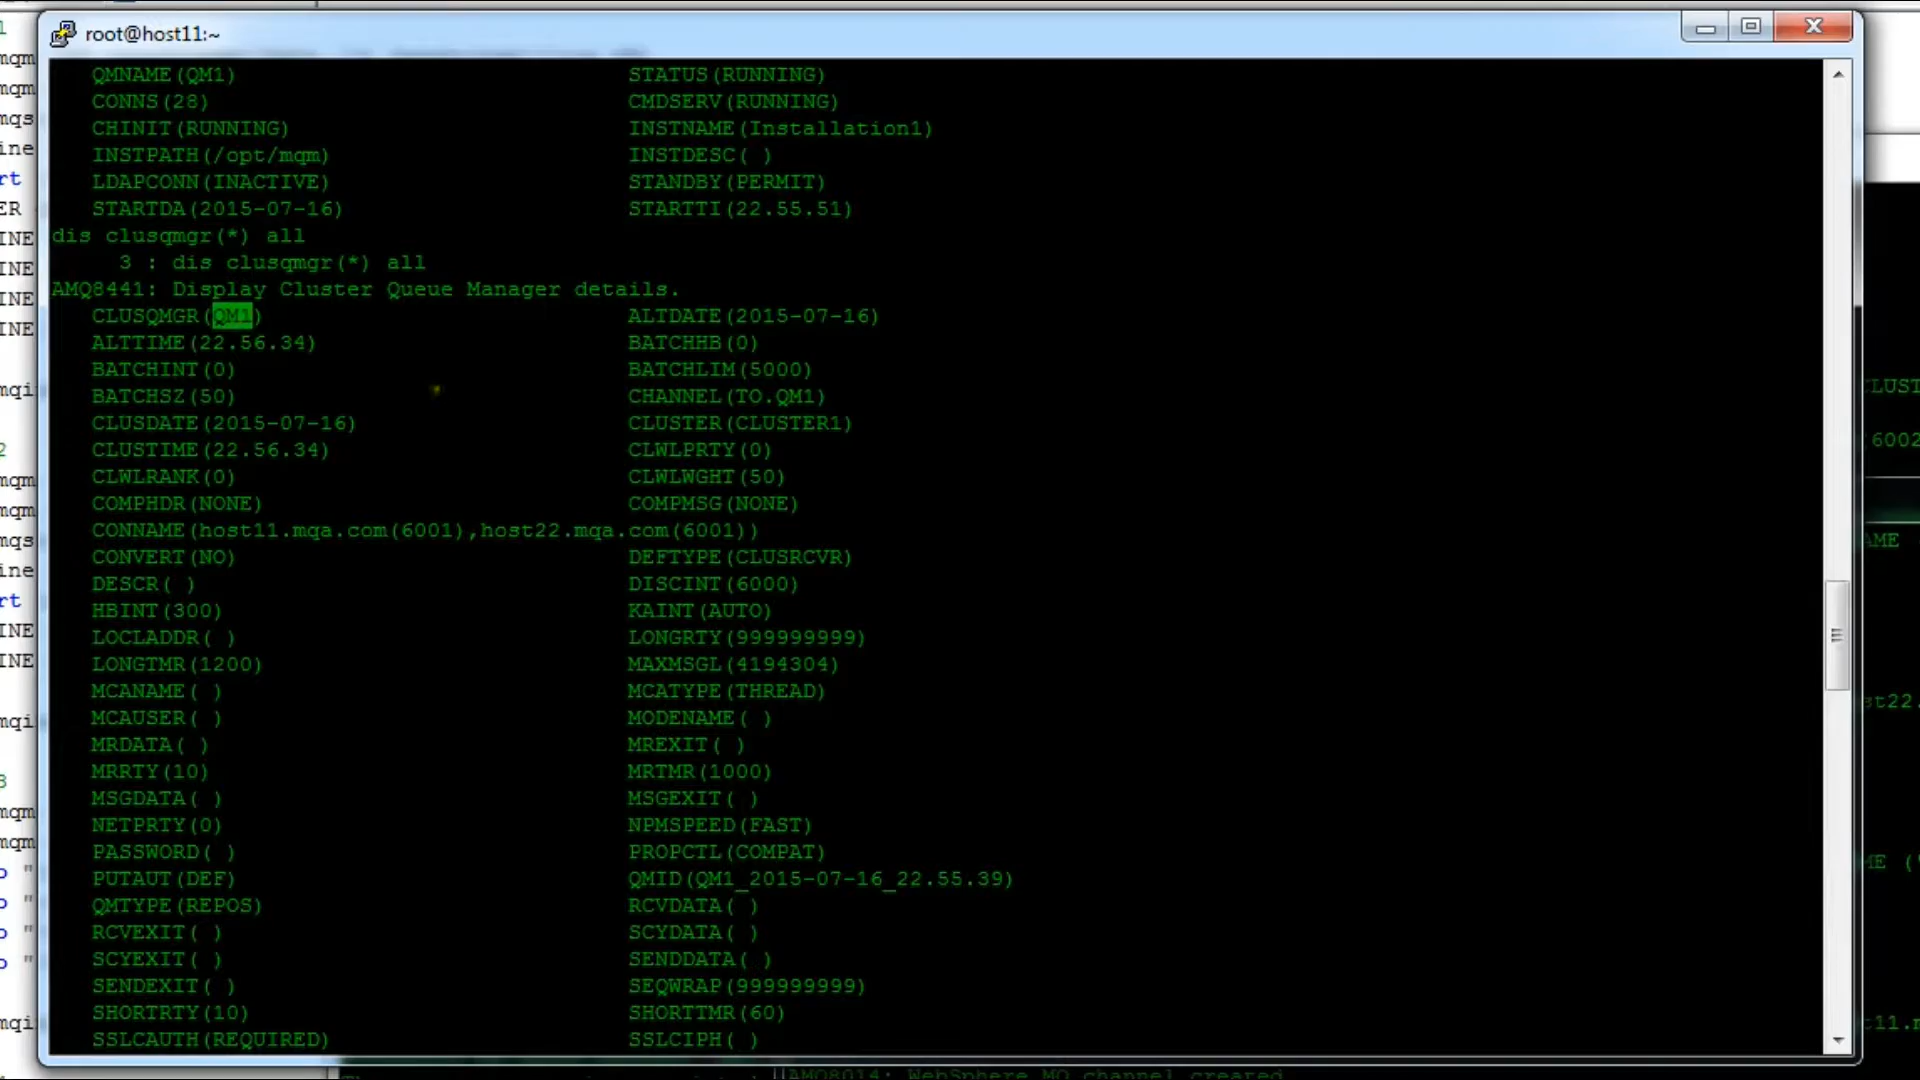 root@host11:~
QMNAME(QM1) STATUS(RUNNING)
CONNS(28) CMDSERV(RUNNING)
CHINIT(RUNNING) INSTNAME(Installation1)
INSTPATH(/opt/mqm) INSTDESC( )
LDAPCONN(INACTIVE) STANDBY(PERMIT)
STARTDA(2015-07-16) STARTTI(22.55.51)
dis clusqmgr(*) all
3 : dis clusqmgr(*) all
AMQ8441: Display Cluster Queue Manager details.
CLUSQMGR(QM1) ALTDATE(2015-07-16)
ALTTIME(22.56.34) BATCHHB(0)
BATCHINT(0) BATCHLIM(5000)
BATCHSZ(50) CHANNEL(TO.QM1)
CLUSDATE(2015-07-16) CLUSTER(CLUSTER1)
CLUSTIME(22.56.34) CLWLPRTY(0)
CLWLRANK(0) CLWLWGHT(50)
COMPHDR(NONE) COMPMSG(NONE)
CONNAME(host11.mqa.com(6001),host22.mqa.com(6001))
CONVERT(NO) DEFTYPE(CLUSRCVR)
DESCR( ) DISCINT(6000)
HBINT(300) KAINT(AUTO)
LOCLADDR( ) LONGRTY(999999999)
LONGTMR(1200) MAXMSGL(4194304)
MCANAME( ) MCATYPE(THREAD)
MCAUSER( ) MODENAME( )
MRDATA( ) MREXIT( )
MRRTY(10) MRTMR(1000)
MSGDATA( ) MSGEXIT( )
NETPRTY(0) NPMSPEED(FAST)
PASSWORD( ) PROPCTL(COMPAT)
PUTAUT(DEF) QMID(QM1_2015-07-16_22.55.39)
QMTYPE(REPOS) RCVDATA( )
RCVEXIT( ) SCYDATA( )
SCYEXIT( ) SENDDATA( )
SENDEXIT( ) SEQWRAP(999999999)
SHORTRTY(10) SHORTTMR(60)
SSLCAUTH(REQUIRED) SSLCIPH( )
AMQ8014: WebSphere MQ channel created